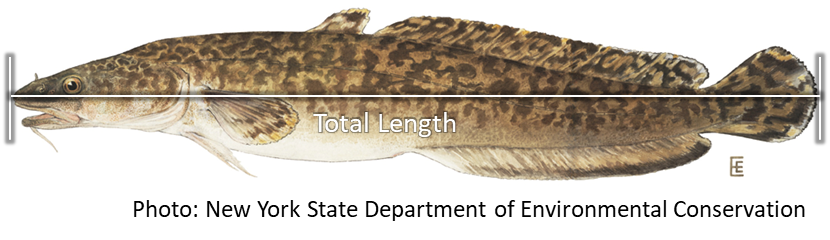 Total Length
Photo: New York State Department of Environmental Conservation